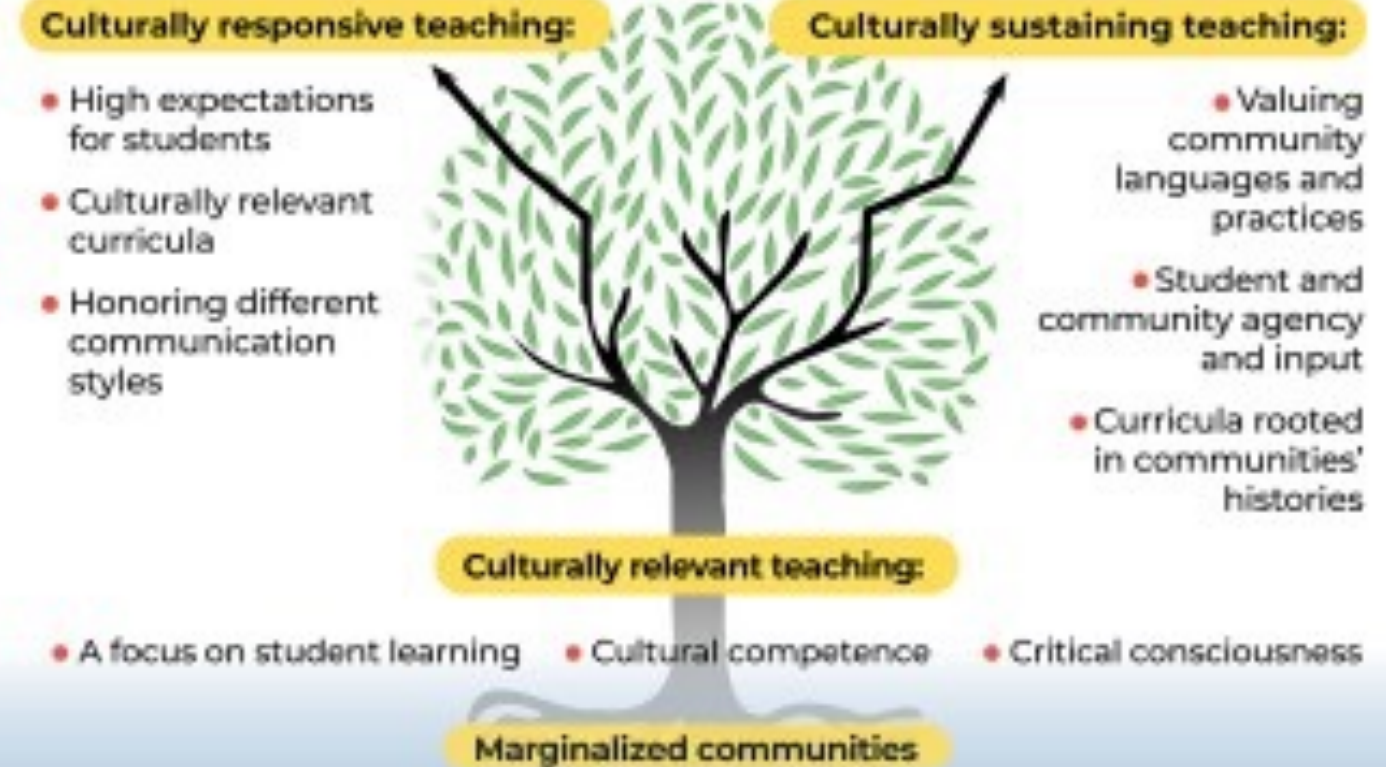 Culturally responsive teaching:
• High expectations
for students
• Culturally relevant
curricula
• Honoring different
communication
styles
Culturally sustaining teaching:
• Valuing
community
languages and
practices
• Student and
community agency
and input
• Curricula rooted
in communities'
histories
Culturally relevant teaching:
• A focus on student learning
• Cultural competence
• Critical consciousness
Marginalized communities